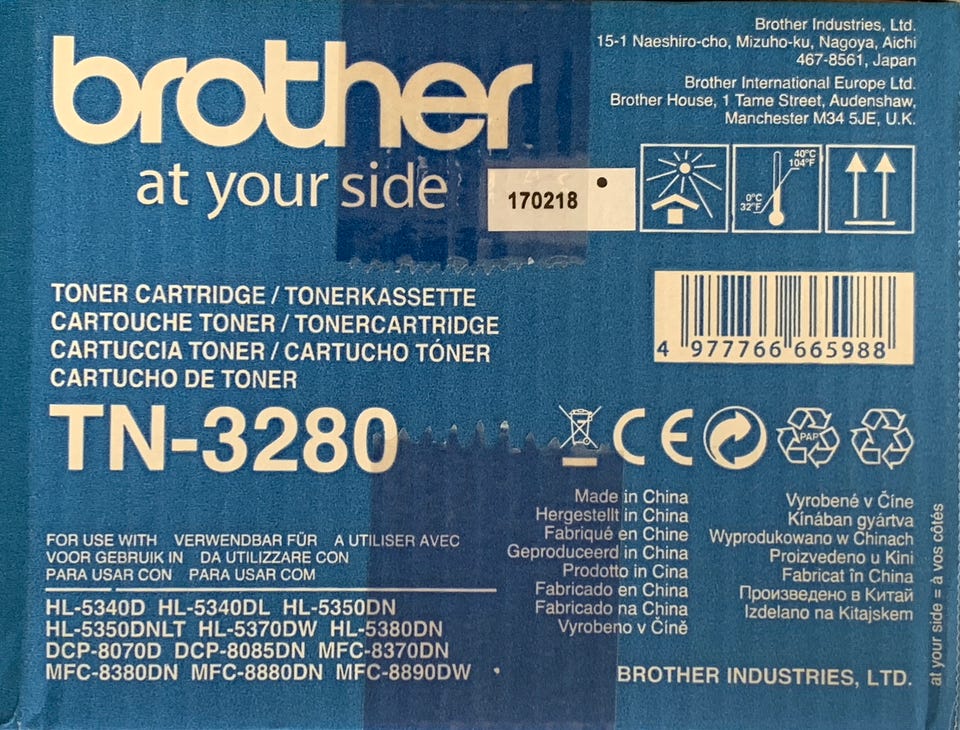 brother
at your side
Brother Industries, Ltd.
15-1 Naeshiro-cho, Mizuho-ku, Nagoya, Aichi
467-8561, Japan
Brother International Europe Ltd.
Brother House, 1 Tame Street, Audenshaw,
Manchester M34 5JE, U.K.
170218
40°C
104°F
0°C
32°F
TONER CARTRIDGE / TONERKASSETTE
CARTOUCHE TONER / TONERCARTRIDGE
CARTUCCIA TONER / CARTUCHO TÓNER
CARTUCHO DE TONER
4 977766 665988
TN-3280
CE
PAP
FOR USE WITH VERWENDBAR FÜR A UTILISER AVEC
VOOR GEBRUIK IN DA UTILIZZARE CON
PARA USAR CON PARA USAR COM
HL-5340D HL-5340DL HL-5350DN
HL-5350DNLT HL-5370DW HL-5380DN
DCP-8070D DCP-8085DN MFC-8370DN
MFC-8380DN MFC-8880DN MFC-8890DW
Made in China
Hergestellt in China
Fabriqué en Chine
Geproduceerd in China
Prodotto in Cina
Fabricado en China
Fabricado na China
Vyrobeno v Číně
Vyrobené v Číne
Kínában gyártva
Wyprodukowano w Chinach
Proizvedeno u Kini
Fabricat în China
Произведено в Китай
Izdelano na Kitajskem
BROTHER INDUSTRIES, LTD.
at your side = à vos côtés